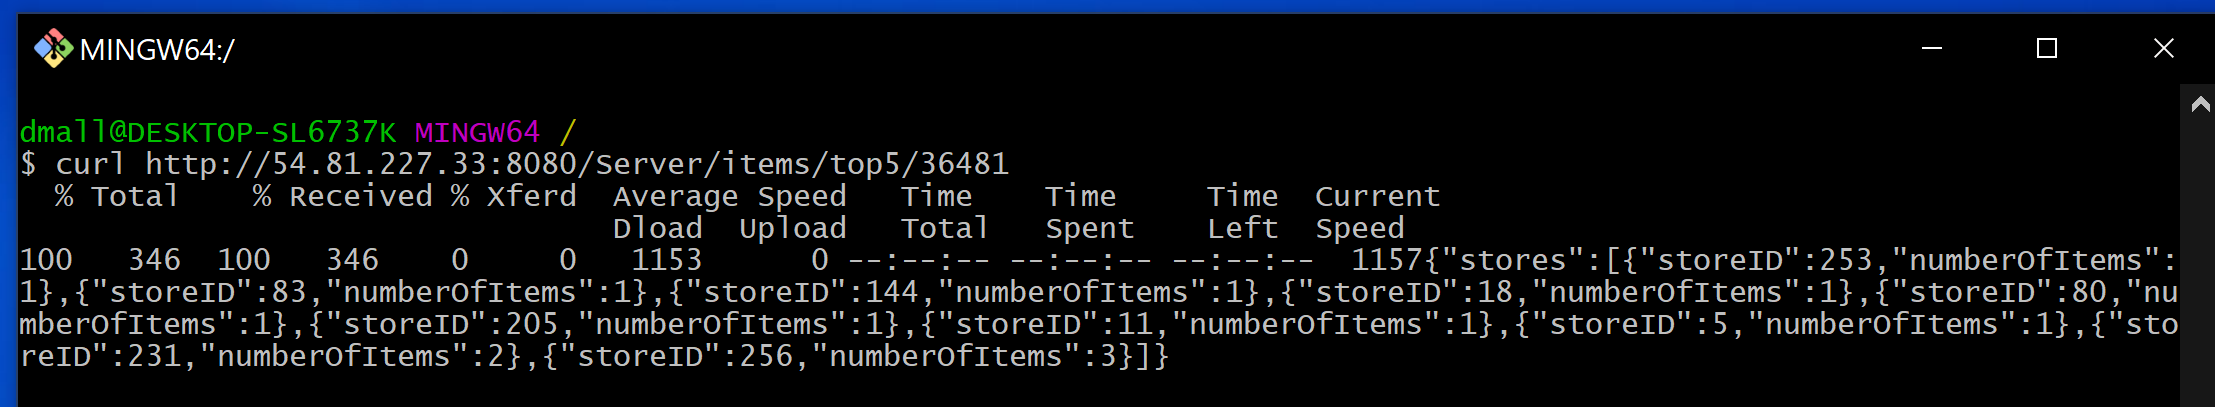 MINGW64:/
dmall@DESKTOP-SL6737K MINGW64 /
$ curl http://54.81.227.33:8080/Server/items/top5/36481
  % Total    % Received % Xferd  Average Speed   Time    Time     Time  Current
                                 Dload  Upload   Total   Spent    Left  Speed
100   346  100   346    0     0   1153      0 --:--:-- --:--:-- --:--:--  1157{"stores":[{"storeID":253,"numberOfItems":
1},{"storeID":83,"numberOfItems":1},{"storeID":144,"numberOfItems":1},{"storeID":18,"numberOfItems":1},{"storeID":80,"nu
mberOfItems":1},{"storeID":205,"numberOfItems":1},{"storeID":11,"numberOfItems":1},{"storeID":5,"numberOfItems":1},{"sto
reID":231,"numberOfItems":2},{"storeID":256,"numberOfItems":3}]}